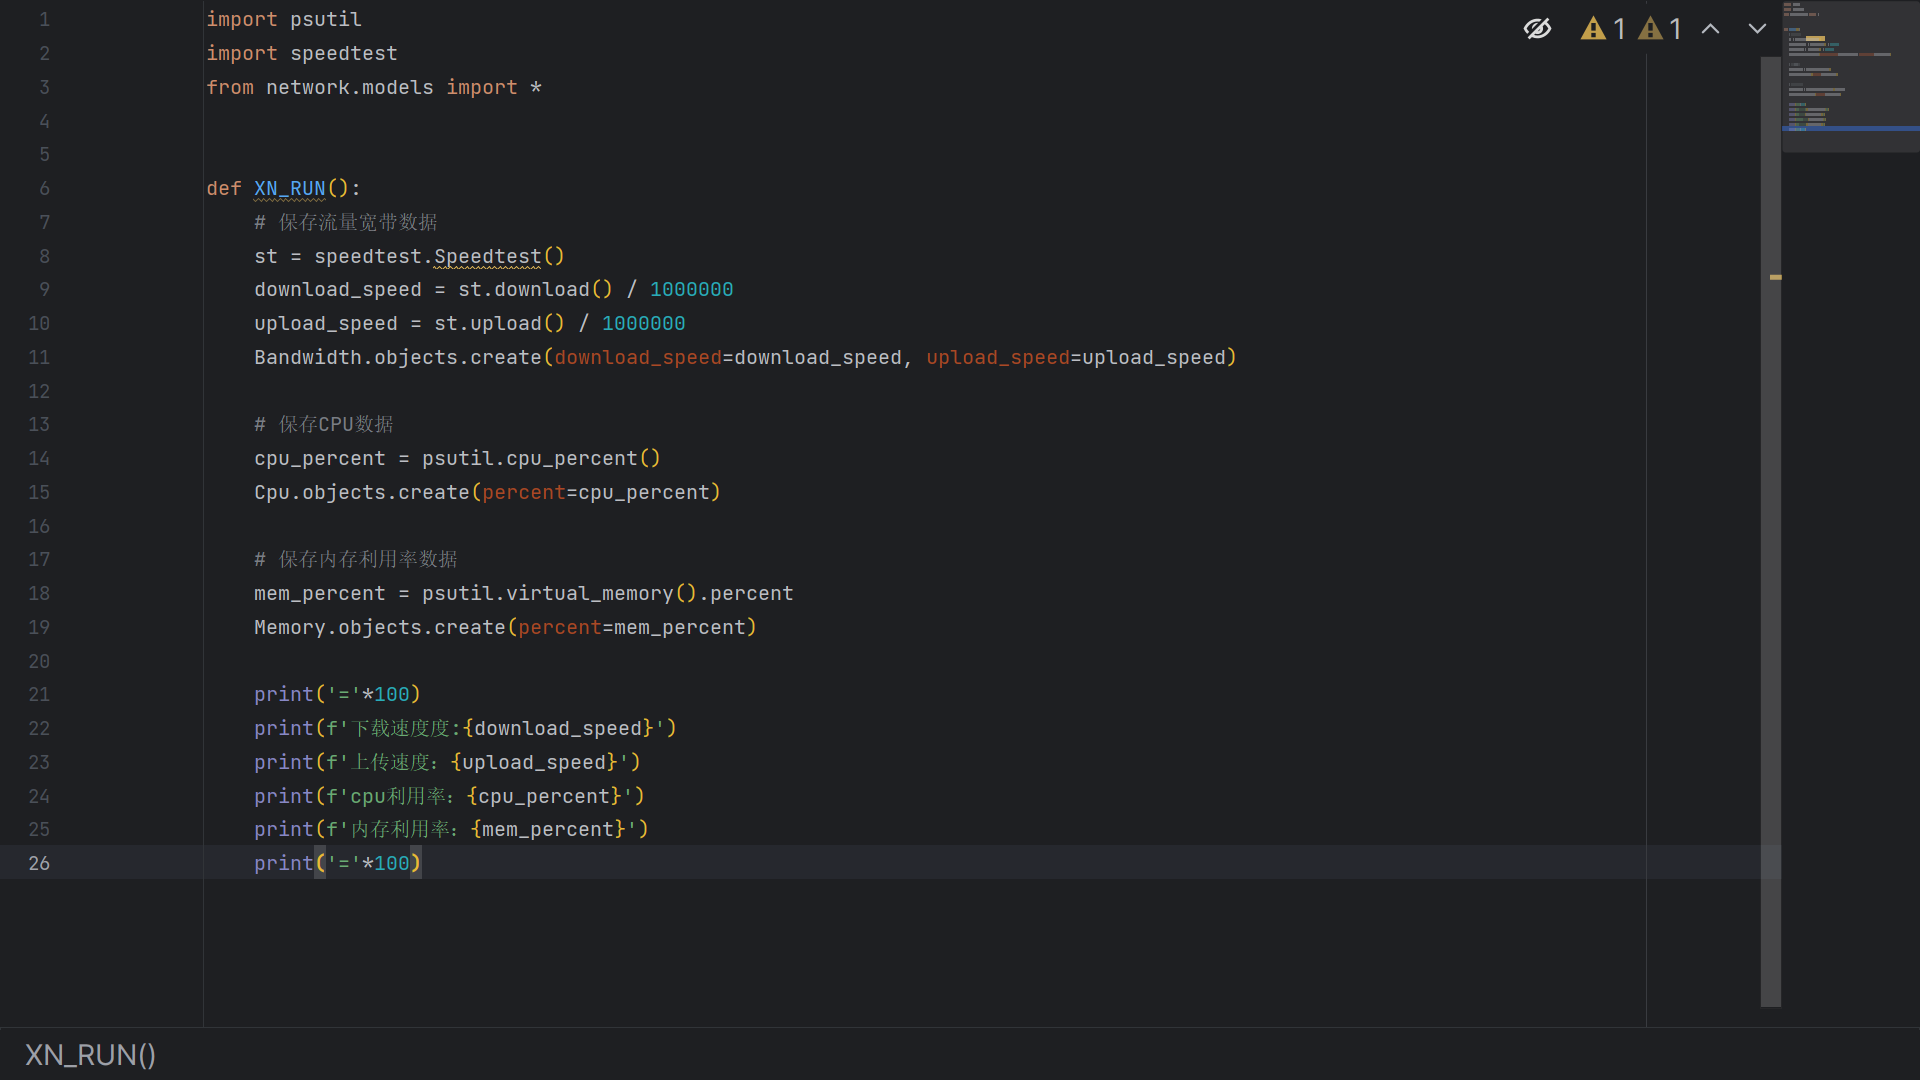 1 import psutil
2 import speedtest
3 from network.models import *
4
5
6 def XN_RUN():
7     # 保存流量宽带数据
8     st = speedtest.Speedtest()
9     download_speed = st.download() / 1000000
10     upload_speed = st.upload() / 1000000
11     Bandwidth.objects.create(download_speed=download_speed, upload_speed=upload_speed)
12
13     # 保存CPU数据
14     cpu_percent = psutil.cpu_percent()
15     Cpu.objects.create(percent=cpu_percent)
16
17     # 保存内存利用率数据
18     mem_percent = psutil.virtual_memory().percent
19     Memory.objects.create(percent=mem_percent)
20
21     print('='*100)
22     print(f'下载速度度:{download_speed}')
23     print(f'上传速度：{upload_speed}')
24     print(f'cpu利用率：{cpu_percent}')
25     print(f'内存利用率：{mem_percent}')
26     print('='*100)
1 1
XN_RUN()